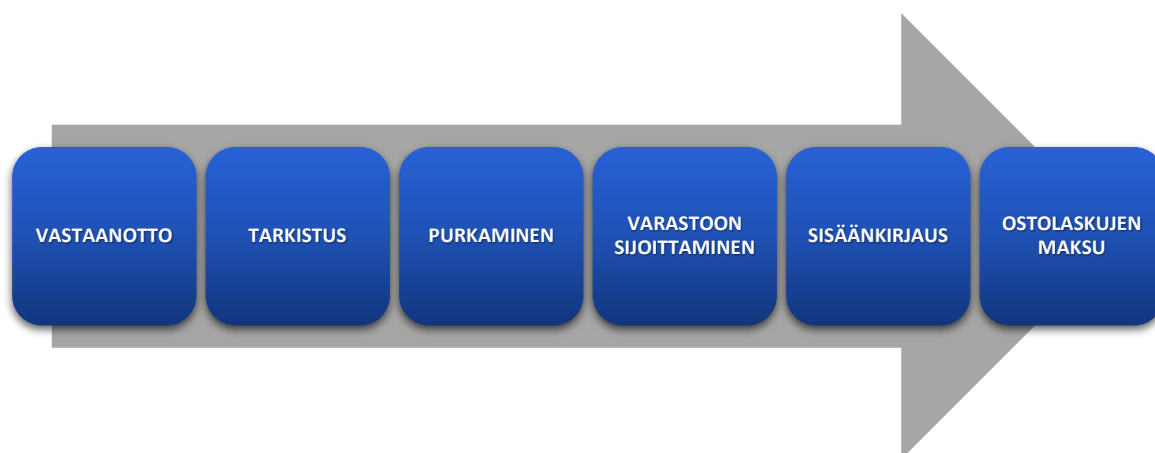 VASTAANOTTO
TARKISTUS
PURKAMINEN
VARASTOON
SIJOITTAMINEN
SISÄÄNKIRJAUS
OSTOLASKUJEN
MAKSU